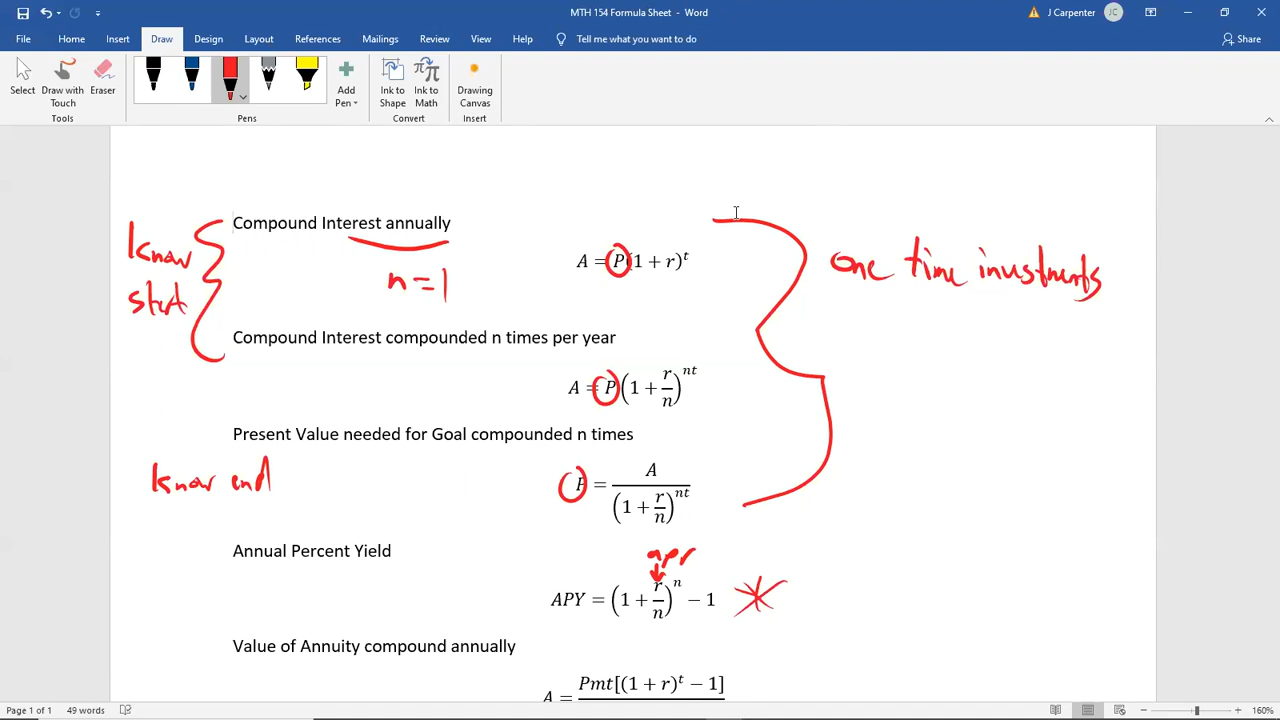 MTH 154 Formula Sheet - Word
J Carpenter JC
File Home Insert Draw Design Layout References Mailings Review View Help Tell me what you want to do Share
Select Draw with Touch Eraser Add Pen Ink to Shape Ink to Math Drawing Canvas
Tools Pens Convert Insert
Compound Interest annually
know start
n=1
A = P(1 + r)^t
one time investments
Compound Interest compounded n times per year
A = P(1 + r/n)^nt
Present Value needed for Goal compounded n times
know end
P = A/(1 + r/n)^nt
Annual Percent Yield
apr
APY = (1 + r/n)^n − 1
Value of Annuity compound annually
A = Pmt[(1 + r)^t − 1]
Page 1 of 1 49 words 160%